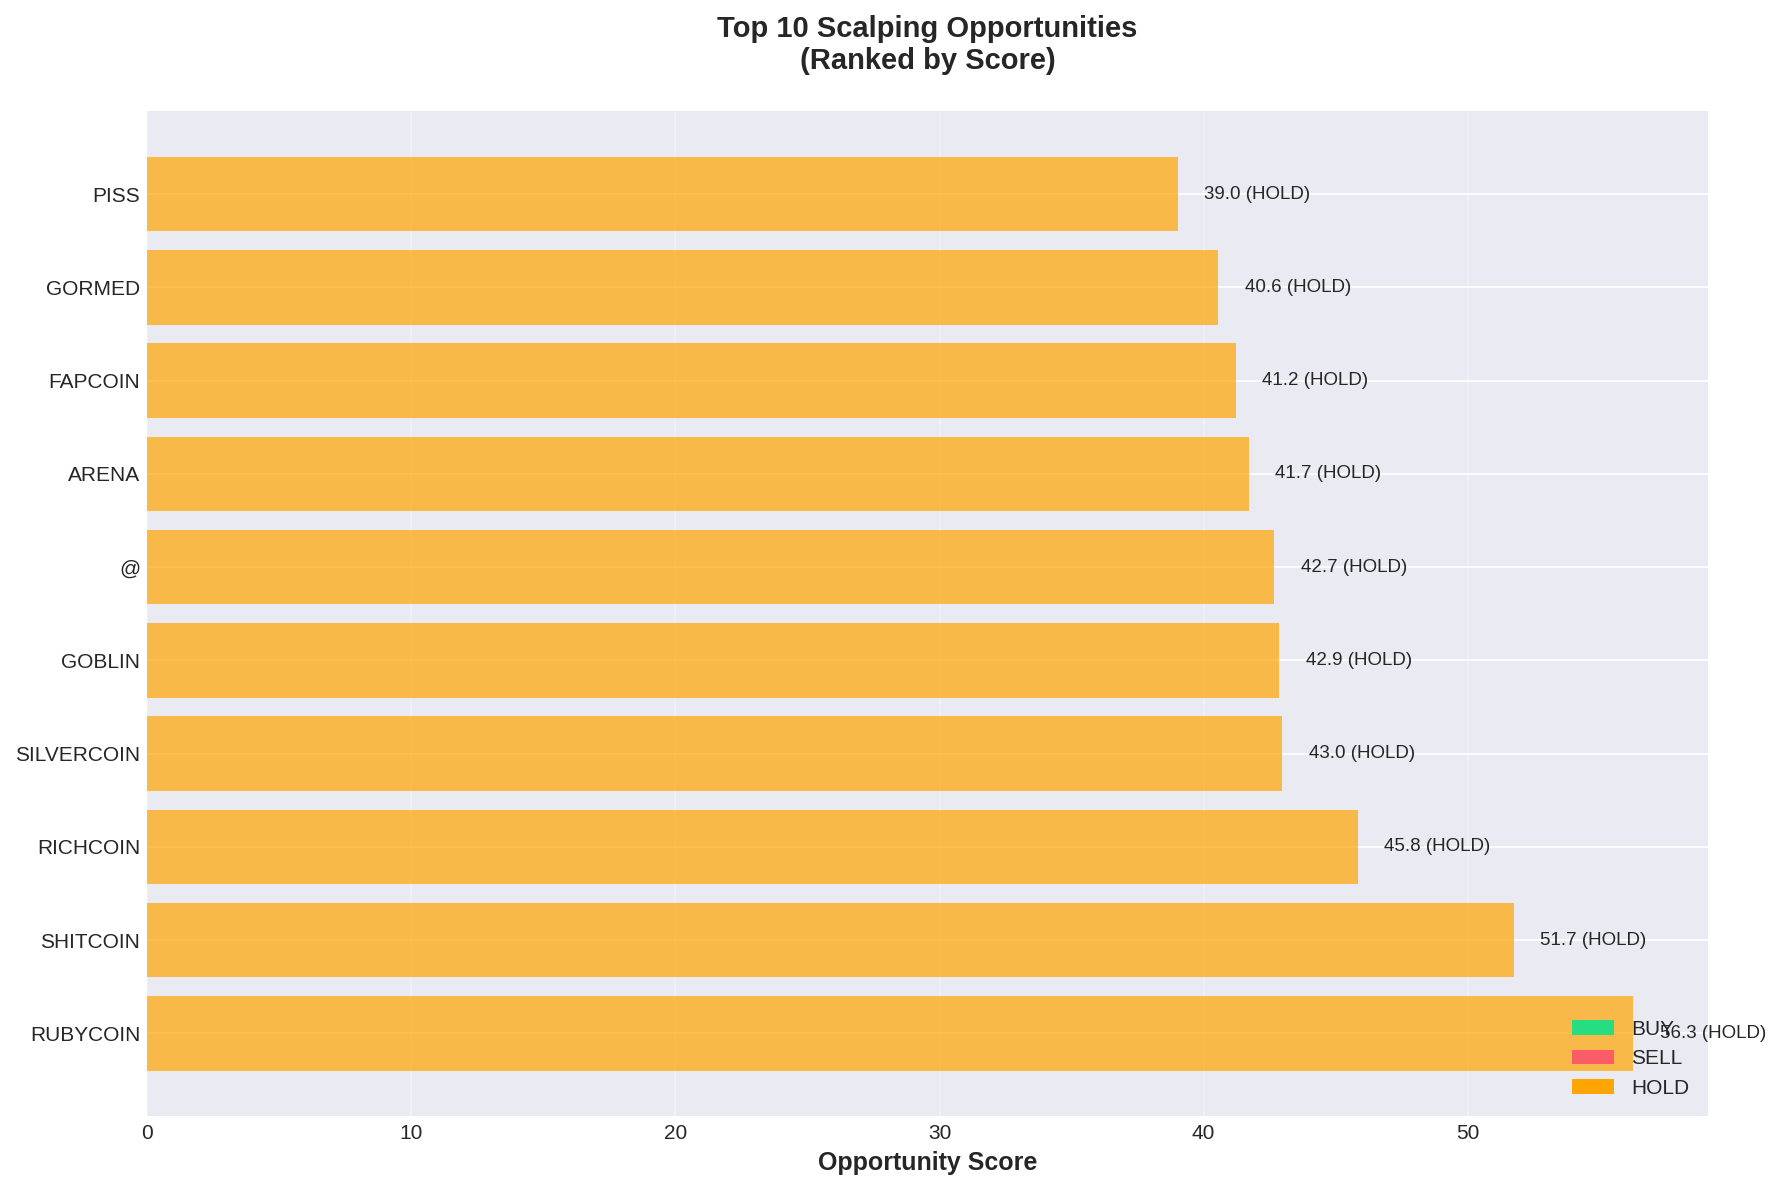 Top 10 Scalping Opportunities
(Ranked by Score)
PISS
39.0 (HOLD)
GORMED
40.6 (HOLD)
FAPCOIN
41.2 (HOLD)
ARENA
41.7 (HOLD)
@
42.7 (HOLD)
GOBLIN
42.9 (HOLD)
SILVERCOIN
43.0 (HOLD)
RICHCOIN
45.8 (HOLD)
SHITCOIN
51.7 (HOLD)
RUBYCOIN
56.3 (HOLD)
BUY
SELL
HOLD
0 10 20 30 40 50
Opportunity Score